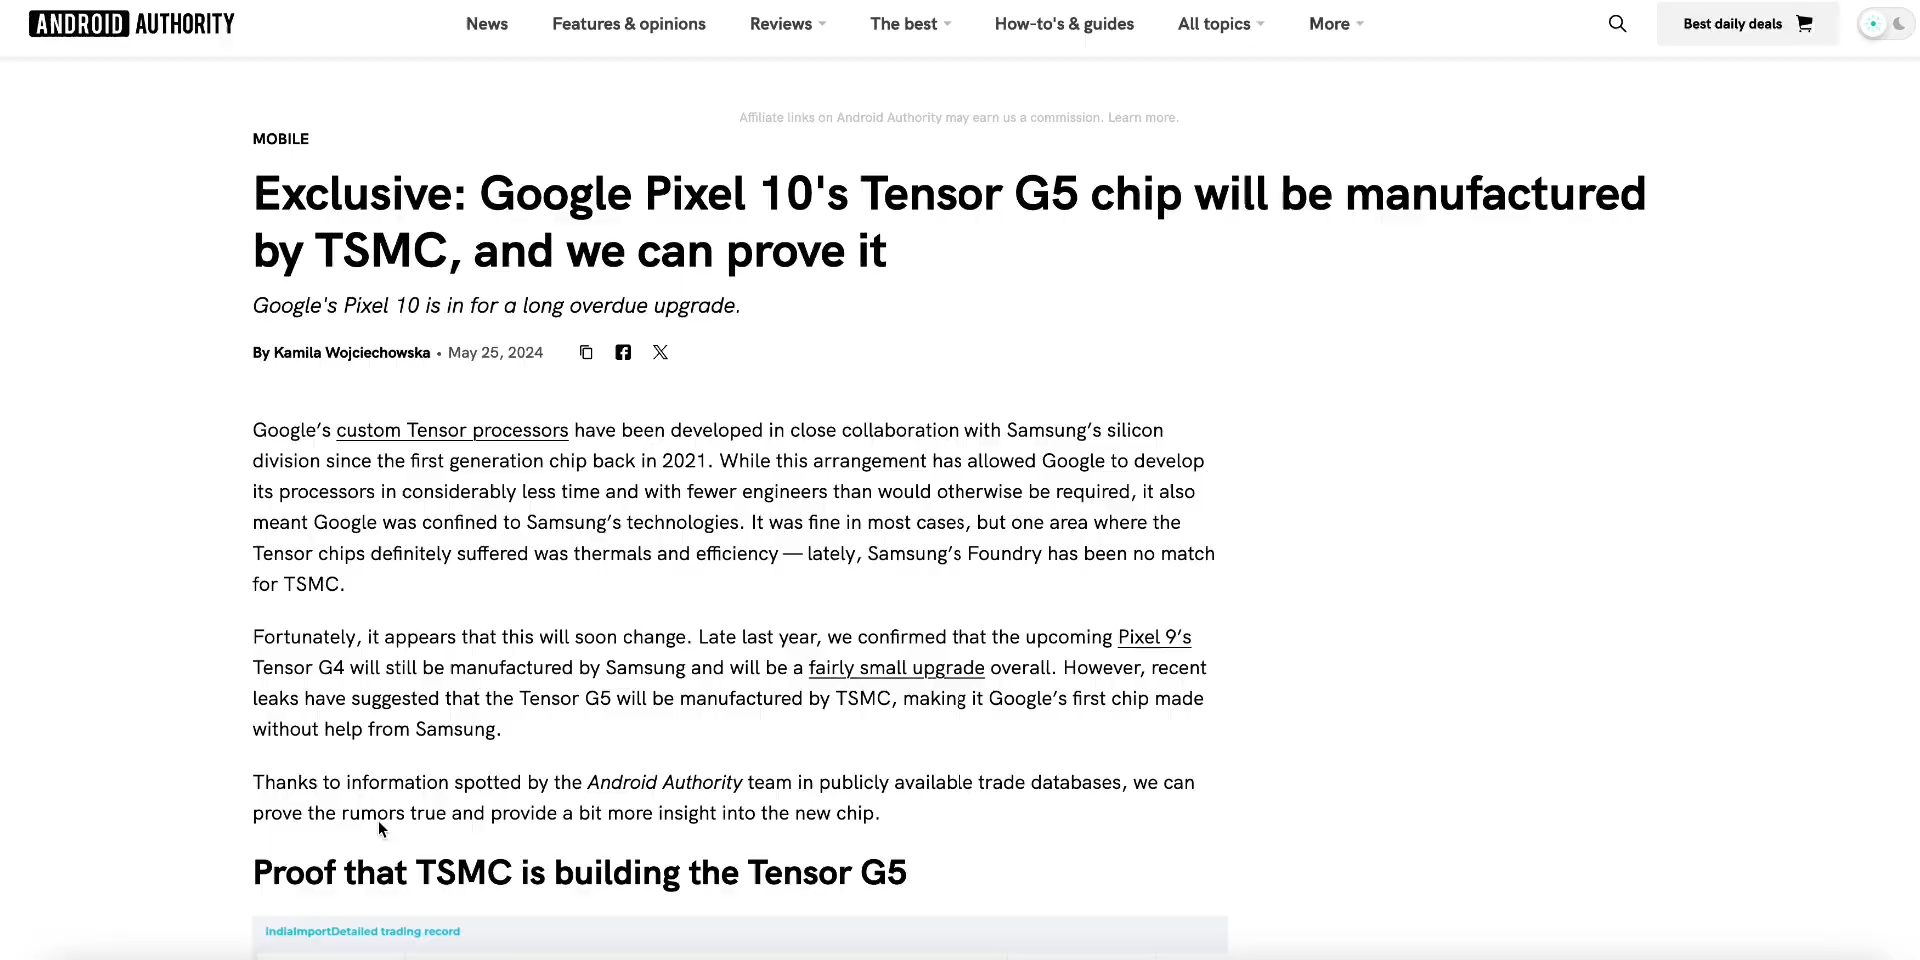 ANDROID AUTHORITY
News Features & opinions Reviews The best How-to's & guides All topics More Best daily deals
Affiliate links on Android Authority may earn us a commission. Learn more.
MOBILE
Exclusive: Google Pixel 10's Tensor G5 chip will be manufactured
by TSMC, and we can prove it
Google's Pixel 10 is in for a long overdue upgrade.
By Kamila Wojciechowska • May 25, 2024
Google’s custom Tensor processors have been developed in close collaboration with Samsung’s silicon
division since the first generation chip back in 2021. While this arrangement has allowed Google to develop
its processors in considerably less time and with fewer engineers than would otherwise be required, it also
meant Google was confined to Samsung’s technologies. It was fine in most cases, but one area where the
Tensor chips definitely suffered was thermals and efficiency — lately, Samsung’s Foundry has been no match
for TSMC.
Fortunately, it appears that this will soon change. Late last year, we confirmed that the upcoming Pixel 9’s
Tensor G4 will still be manufactured by Samsung and will be a fairly small upgrade overall. However, recent
leaks have suggested that the Tensor G5 will be manufactured by TSMC, making it Google’s first chip made
without help from Samsung.
Thanks to information spotted by the Android Authority team in publicly available trade databases, we can
prove the rumors true and provide a bit more insight into the new chip.
Proof that TSMC is building the Tensor G5
IndiaImportDetailed trading record